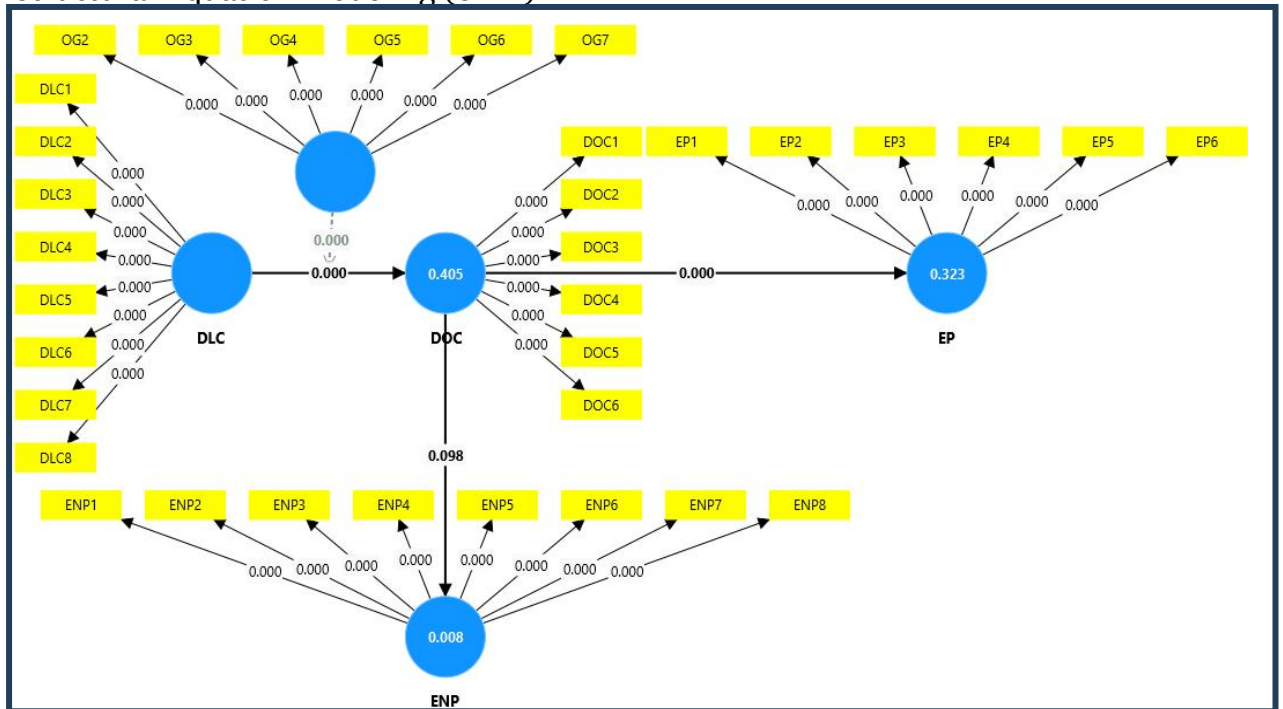 Structural Equation Modeling (SEM)
OG2 OG3 OG4 OG5 OG6 OG7
0.000 0.000 0.000 0.000 0.000 0.000
DLC1
DLC2
DLC3
DLC4
DLC5
DLC6
DLC7
DLC8
0.000
0.000
0.000
0.000
0.000
0.000
0.000
0.000
DLC
0.000
0.000
0.405
DOC
DOC1
DOC2
DOC3
DOC4
DOC5
DOC6
0.000
0.000
0.000
0.000
0.000
0.000
0.000
EP1 EP2 EP3 EP4 EP5 EP6
0.000 0.000 0.000 0.000 0.000 0.000
0.323
EP
0.098
ENP1 ENP2 ENP3 ENP4 ENP5 ENP6 ENP7 ENP8
0.000 0.000 0.000 0.000 0.000 0.000 0.000 0.000
0.008
ENP